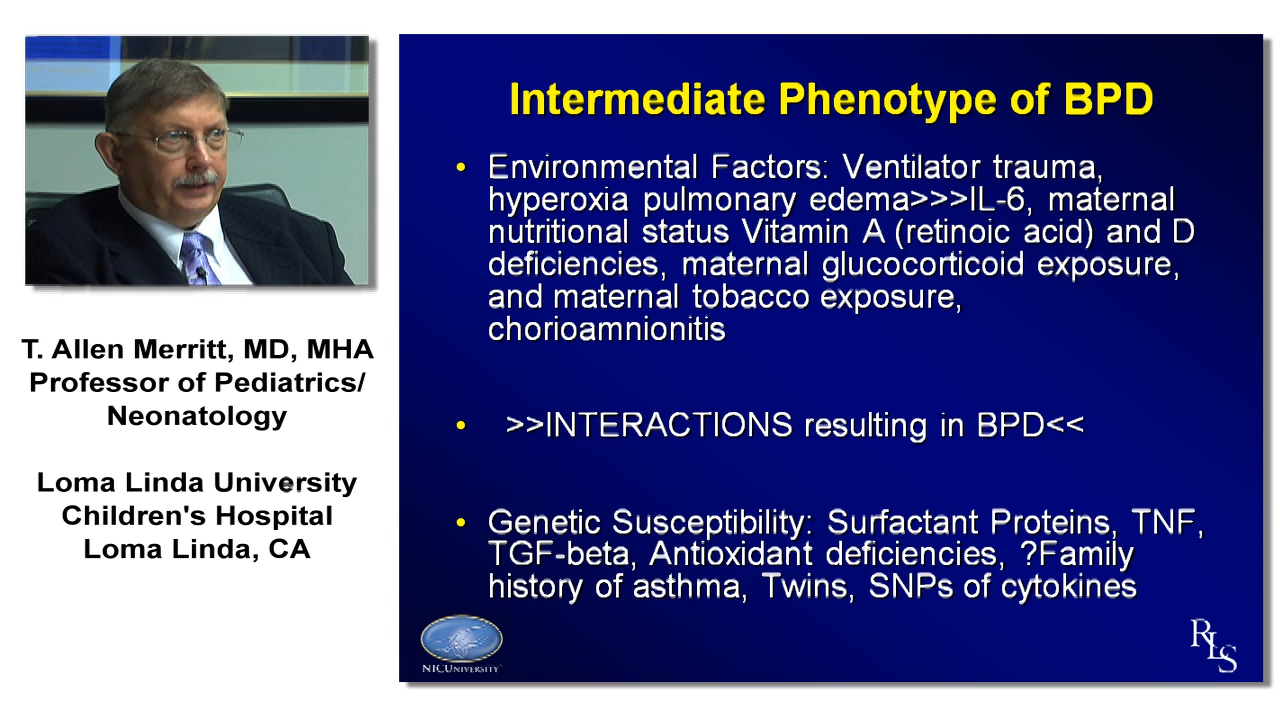 T. Allen Merritt, MD, MHA
Professor of Pediatrics/
Neonatology
Loma Linda University
Children's Hospital
Loma Linda, CA
Intermediate Phenotype of BPD
• Environmental Factors: Ventilator trauma,
hyperoxia pulmonary edema>>>IL-6, maternal
nutritional status Vitamin A (retinoic acid) and D
deficiencies, maternal glucocorticoid exposure,
and maternal tobacco exposure,
chorioamnionitis
• >>INTERACTIONS resulting in BPD<<
• Genetic Susceptibility: Surfactant Proteins, TNF,
TGF-beta, Antioxidant deficiencies, ?Family
history of asthma, Twins, SNPs of cytokines
NICUNIVERSITY
RLS